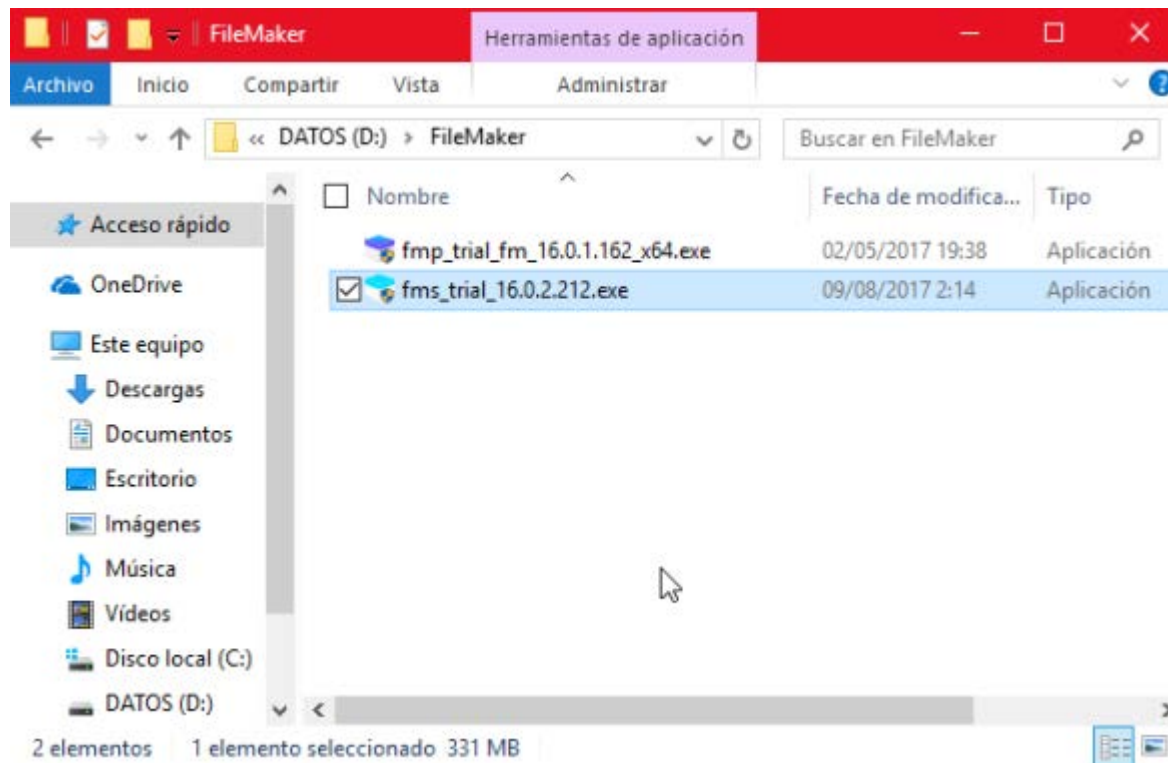 FileMaker
Herramientas de aplicación
Archivo Inicio Compartir Vista Administrar
« DATOS (D:) › FileMaker Buscar en FileMaker
Nombre Fecha de modifica... Tipo
Acceso rápido
fmp_trial_fm_16.0.1.162_x64.exe 02/05/2017 19:38 Aplicación
OneDrive
fms_trial_16.0.2.212.exe 09/08/2017 2:14 Aplicación
Este equipo
Descargas
Documentos
Escritorio
Imágenes
Música
Vídeos
Disco local (C:)
DATOS (D:)
2 elementos 1 elemento seleccionado 331 MB